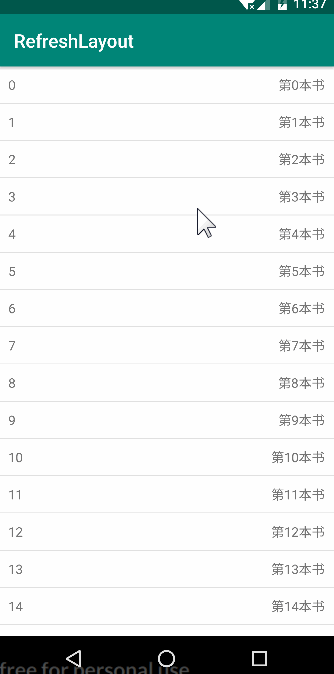 11:37
RefreshLayout
0 第0本书
1 第1本书
2 第2本书
3 第3本书
4 第4本书
5 第5本书
6 第6本书
7 第7本书
8 第8本书
9 第9本书
10 第10本书
11 第11本书
12 第12本书
13 第13本书
14 第14本书
free for personal use